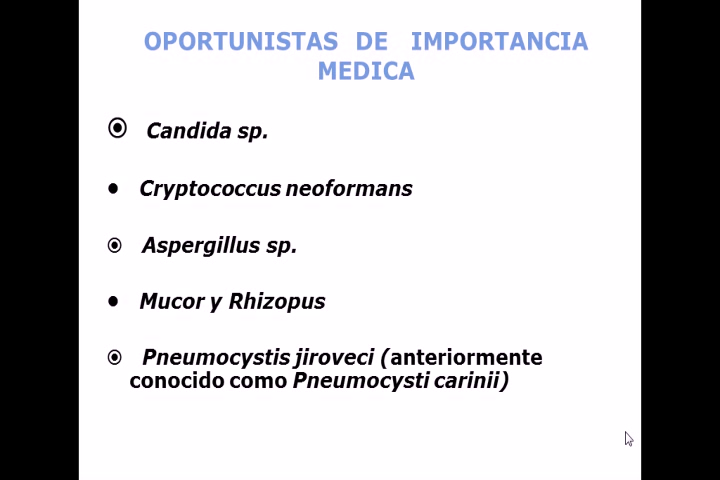 OPORTUNISTAS DE IMPORTANCIA
MEDICA
Candida sp.
Cryptococcus neoformans
Aspergillus sp.
Mucor y Rhizopus
Pneumocystis jiroveci (anteriormente
conocido como Pneumocysti carinii)